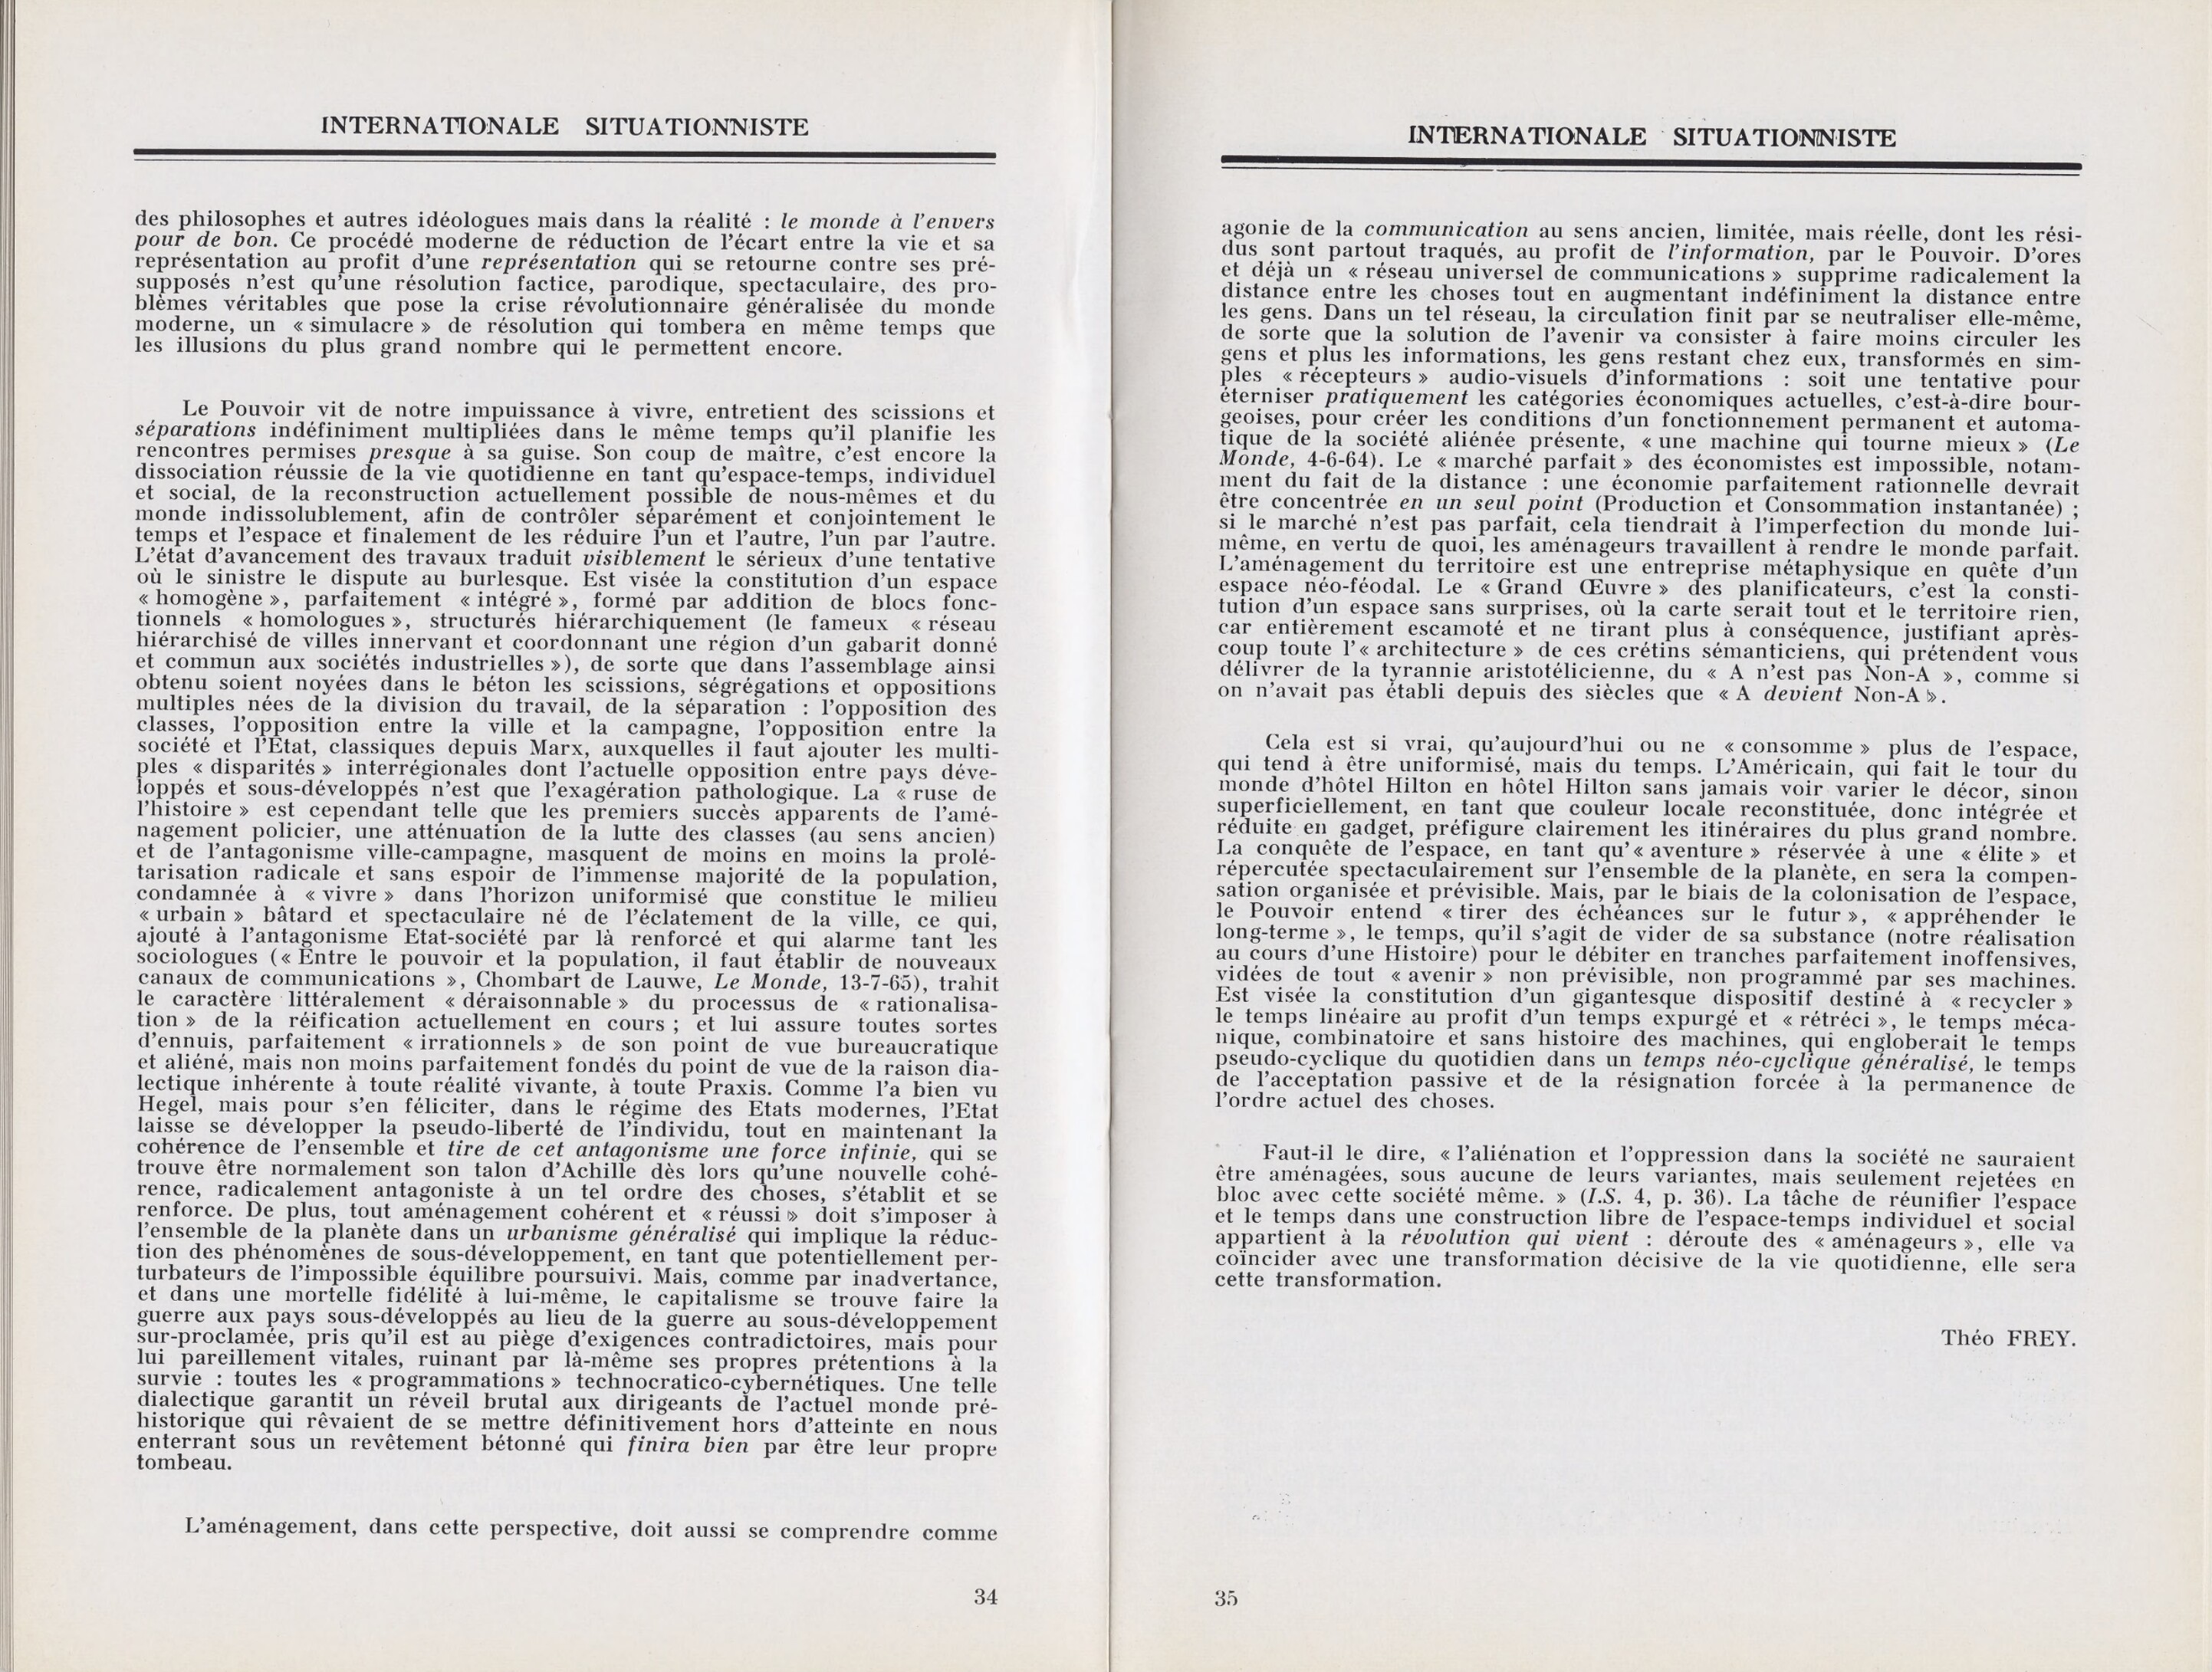 INTERNATIONALE SITUATIONNISTE
des philosophes et autres idéologues mais dans la réalité : le monde à l'envers
pour de bon. Ce procédé moderne de réduction de l'écart entre la vie et sa
représentation au profit d'une représentation qui se retourne contre ses pré-
supposés n'est qu'une résolution factice, parodique, spectaculaire, des pro-
blèmes véritables que pose la crise révolutionnaire généralisée du monde
moderne, un « simulacre » de résolution qui tombera en même temps que
les illusions du plus grand nombre qui le permettent encore.
Le Pouvoir vit de notre impuissance à vivre, entretient des scissions et
séparations indéfiniment multipliées dans le même temps qu'il planifie les
rencontres permises presque à sa guise. Son coup de maître, c'est encore la
dissociation réussie de la vie quotidienne en tant qu'espace-temps, individuel
et social, de la reconstruction actuellement possible de nous-mêmes et du
monde indissolublement, afin de contrôler séparément et conjointement le
temps et l'espace et finalement de les réduire l'un et l'autre, l'un par l'autre.
L'état d'avancement des travaux traduit visiblement le sérieux d'une tentative
où le sinistre le dispute au burlesque. Est visée la constitution d'un espace
« homogène », parfaitement « intégré », formé par addition de blocs fonc-
tionnels « homologues », structurés hiérarchiquement (le fameux « réseau
hiérarchisé de villes innervant et coordonnant une région d'un gabarit donné
et commun aux sociétés industrielles »), de sorte que dans l'assemblage ainsi
obtenu soient noyées dans le béton les scissions, ségrégations et oppositions
multiples nées de la division du travail, de la séparation : l'opposition des
classes, l'opposition entre la ville et la campagne, l'opposition entre la
société et l'Etat, classiques depuis Marx, auxquelles il faut ajouter les multi-
ples « disparités » interrégionales dont l'actuelle opposition entre pays déve-
loppés et sous-développés n'est que l'exagération pathologique. La « ruse de
l'histoire » est cependant telle que les premiers succès apparents de l'amé-
nagement policier, une atténuation de la lutte des classes (au sens ancien)
et de l'antagonisme ville-campagne, masquent de moins en moins la prolé-
tarisation radicale et sans espoir de l'immense majorité de la population,
condamnée à « vivre » dans l'horizon uniformisé que constitue le milieu
« urbain » bâtard et spectaculaire né de l'éclatement de la ville, ce qui,
ajouté à l'antagonisme Etat-société par là renforcé et qui alarme tant les
sociologues (« Entre le pouvoir et la population, il faut établir de nouveaux
canaux de communications », Chombart de Lauwe, Le Monde, 13-7-65), trahit
le caractère littéralement « déraisonnable » du processus de « rationalisa-
tion » de la réification actuellement en cours ; et lui assure toutes sortes
d'ennuis, parfaitement « irrationnels » de son point de vue bureaucratique
et aliéné, mais non moins parfaitement fondés du point de vue de la raison dia-
lectique inhérente à toute réalité vivante, à toute Praxis. Comme l'a bien vu
Hegel, mais pour s'en féliciter, dans le régime des Etats modernes, l'Etat
laisse se développer la pseudo-liberté de l'individu, tout en maintenant la
cohérence de l'ensemble et tire de cet antagonisme une force infinie, qui se
trouve être normalement son talon d'Achille dès lors qu'une nouvelle cohé-
rence, radicalement antagoniste à un tel ordre des choses, s'établit et se
renforce. De plus, tout aménagement cohérent et « réussi » doit s'imposer à
l'ensemble de la planète dans un urbanisme généralisé qui implique la réduc-
tion des phénomènes de sous-développement, en tant que potentiellement per-
turbateurs de l'impossible équilibre poursuivi. Mais, comme par inadvertance,
et dans une mortelle fidélité à lui-même, le capitalisme se trouve faire la
guerre aux pays sous-développés au lieu de la guerre au sous-développement
sur-proclamée, pris qu'il est au piège d'exigences contradictoires, mais pour
lui pareillement vitales, ruinant par là-même ses propres prétentions à la
survie : toutes les « programmations » technocratico-cybernétiques. Une telle
dialectique garantit un réveil brutal aux dirigeants de l'actuel monde pré-
historique qui rêvaient de se mettre définitivement hors d'atteinte en nous
enterrant sous un revêtement bétonné qui finira bien par être leur propre
tombeau.
L'aménagement, dans cette perspective, doit aussi se comprendre comme
34
INTERNATIONALE SITUATIONNISTE
agonie de la communication au sens ancien, limitée, mais réelle, dont les rési-
dus sont partout traqués, au profit de l'information, par le Pouvoir. D'ores
et déjà un « réseau universel de communications » supprime radicalement la
distance entre les choses tout en augmentant indéfiniment la distance entre
les gens. Dans un tel réseau, la circulation finit par se neutraliser elle-même,
de sorte que la solution de l'avenir va consister à faire moins circuler les
gens et plus les informations, les gens restant chez eux, transformés en sim-
ples « récepteurs » audio-visuels d'informations : soit une tentative pour
éterniser pratiquement les catégories économiques actuelles, c'est-à-dire bour-
geoises, pour créer les conditions d'un fonctionnement permanent et automa-
tique de la société aliénée présente, « une machine qui tourne mieux » (Le
Monde, 4-6-64). Le « marché parfait » des économistes est impossible, notam-
ment du fait de la distance : une économie parfaitement rationnelle devrait
être concentrée en un seul point (Production et Consommation instantanée) ;
si le marché n'est pas parfait, cela tiendrait à l'imperfection du monde lui-
même, en vertu de quoi, les aménageurs travaillent à rendre le monde parfait.
L'aménagement du territoire est une entreprise métaphysique en quête d'un
espace néo-féodal. Le « Grand Œuvre » des planificateurs, c'est la consti-
tution d'un espace sans surprises, où la carte serait tout et le territoire rien,
car entièrement escamoté et ne tirant plus à conséquence, justifiant après-
coup toute l'« architecture » de ces crétins sémanticiens, qui prétendent vous
délivrer de la tyrannie aristotélicienne, du « A n'est pas Non-A », comme si
on n'avait pas établi depuis des siècles que « A devient Non-A ».
Cela est si vrai, qu'aujourd'hui ou ne « consomme » plus de l'espace,
qui tend à être uniformisé, mais du temps. L'Américain, qui fait le tour du
monde d'hôtel Hilton en hôtel Hilton sans jamais voir varier le décor, sinon
superficiellement, en tant que couleur locale reconstituée, donc intégrée et
réduite en gadget, préfigure clairement les itinéraires du plus grand nombre.
La conquête de l'espace, en tant qu'« aventure » réservée à une « élite » et
répercutée spectaculairement sur l'ensemble de la planète, en sera la compen-
sation organisée et prévisible. Mais, par le biais de la colonisation de l'espace,
le Pouvoir entend « tirer des échéances sur le futur », « appréhender le
long-terme », le temps, qu'il s'agit de vider de sa substance (notre réalisation
au cours d'une Histoire) pour le débiter en tranches parfaitement inoffensives,
vidées de tout « avenir » non prévisible, non programmé par ses machines.
Est visée la constitution d'un gigantesque dispositif destiné à « recycler »
le temps linéaire au profit d'un temps expurgé et « rétréci », le temps méca-
nique, combinatoire et sans histoire des machines, qui engloberait le temps
pseudo-cyclique du quotidien dans un temps néo-cyclique généralisé, le temps
de l'acceptation passive et de la résignation forcée à la permanence de
l'ordre actuel des choses.
Faut-il le dire, « l'aliénation et l'oppression dans la société ne sauraient
être aménagées, sous aucune de leurs variantes, mais seulement rejetées en
bloc avec cette société même. » (I.S. 4, p. 36). La tâche de réunifier l'espace
et le temps dans une construction libre de l'espace-temps individuel et social
appartient à la révolution qui vient : déroute des « aménageurs », elle va
coïncider avec une transformation décisive de la vie quotidienne, elle sera
cette transformation.
Théo FREY.
35